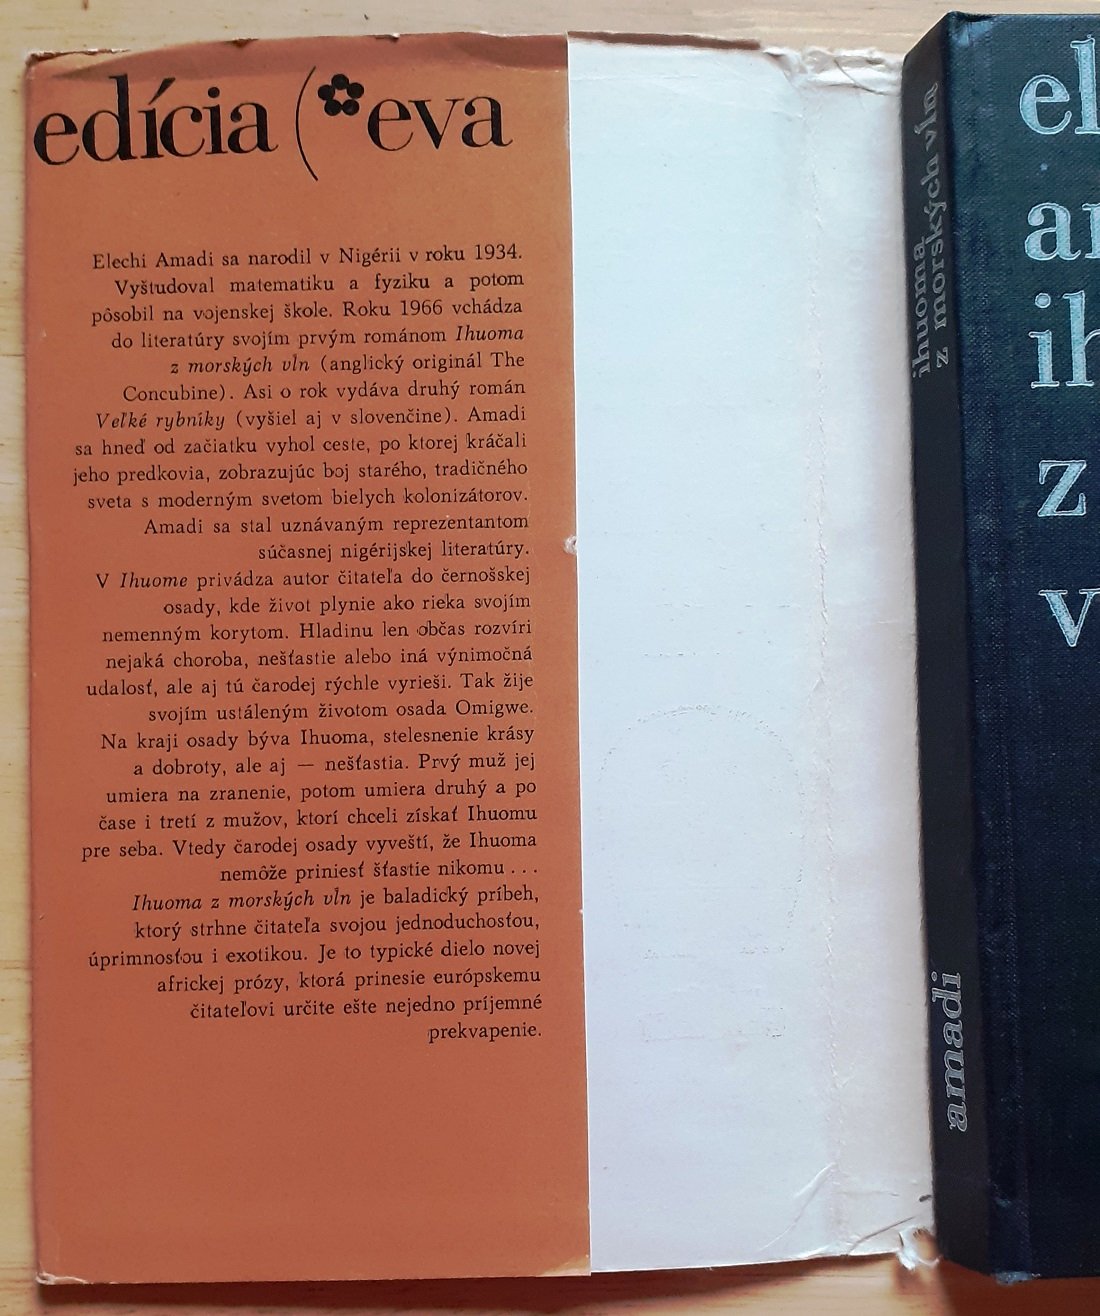 edícia (*eva
Elechi Amadi sa narodil v Nigérii v roku 1934.
Vyštudoval matematiku a fyziku a potom
pôsobil na vojenskej škole. Roku 1966 vchádza
do literatúry svojím prvým románom Ihuoma
z morských vĺn (anglický originál The
Concubine). Asi o rok vydáva druhý román
Veľké rybníky (vyšiel aj v slovenčine). Amadi
sa hneď od začiatku vyhol ceste, po ktorej kráčali
jeho predkovia, zobrazujúc boj starého, tradičného
sveta s moderným svetom bielych kolonizátorov.
Amadi sa stal uznávaným reprezentantom
súčasnej nigérijskej literatúry.
V Ihuome privádza autor čitateľa do černošskej
osady, kde život plynie ako rieka svojím
nemenným korytom. Hladinu len občas rozvíri
nejaká choroba, nešťastie alebo iná výnimočná
udalosť, ale aj tú čarodej rýchle vyrieši. Tak žije
svojím ustáleným životom osada Omigwe.
Na kraji osady býva Ihuoma, stelesnenie krásy
a dobroty, ale aj — nešťastia. Prvý muž jej
umiera na zranenie, potom umiera druhý a po
čase i tretí z mužov, ktorí chceli získať Ihuomu
pre seba. Vtedy čarodej osady vyveští, že Ihuoma
nemôže priniesť šťastie nikomu . . .
Ihuoma z morských vĺn je baladický príbeh,
ktorý strhne čitateľa svojou jednoduchosťou,
úprimnosťou i exotikou. Je to typické dielo novej
africkej prózy, ktorá prinesie európskemu
čitateľovi určite ešte nejedno príjemné
prekvapenie.
amadi
ihuoma
z morských vĺn
el
a
ih
z
v